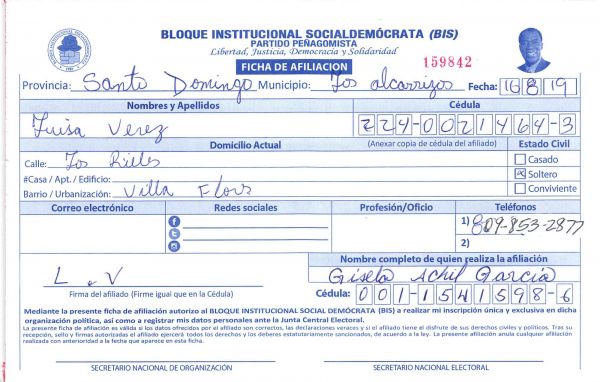 BLOQUE INSTITUCIONAL SOCIALDEMÓCRATA (BIS)
PARTIDO PEÑAGOMISTA
Libertad, Justicia, Democracia y Solidaridad
FICHA DE AFILIACION
159842
Provincia: Santo Domingo Municipio: Los alcarrizos Fecha: 16 8 19
Nombres y Apellidos
Cédula
Luisa Verez
224-0021464-3
Domicilio Actual
(Anexar copia de cédula del afiliado)
Estado Civil
Calle: Los Rieles
Casado
#Casa / Apt. / Edificio:
Soltero
Barrio / Urbanización: Villa Flors
Conviviente
Correo electrónico
Redes sociales
Profesión/Oficio
Teléfonos
1) 809-853-2877
2)
Nombre completo de quien realiza la afiliación
L. V
Gisela Achil García
Firma del afiliado (Firme igual que en la Cédula)
Cédula: 001-1541598-6
Mediante la presente ficha de afiliación autorizo al BLOQUE INSTITUCIONAL SOCIAL DEMÓCRATA (BIS) a realizar mi inscripción única y exclusiva en dicha
organización política, así como a registrar mis datos personales ante la Junta Central Electoral.
La presente ficha de afiliación es válida si los datos ofrecidos por el afiliado son correctos, las declaraciones veraces y si el afiliado tiene el disfrute de sus derechos civiles y políticos. Tras su
recepción, sello y firmas autorizadas el afiliado ejercerá todos los derechos y los deberes estatutariamente sancionados, de acuerdo a la ley. La presente afiliación anula cualquier afiliación
realizada con anterioridad a la fecha que aparece en esta ficha.
SECRETARIO NACIONAL DE ORGANIZACIÓN
SECRETARIO NACIONAL ELECTORAL